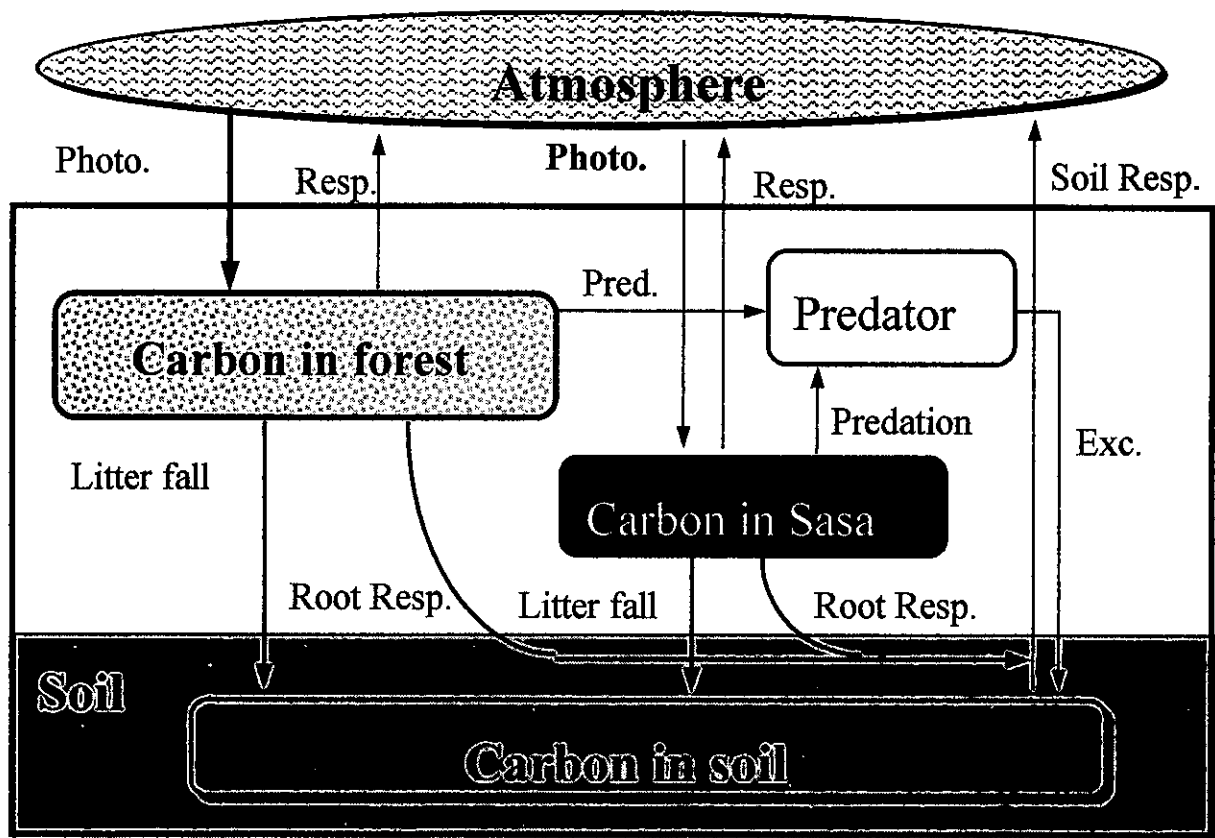 Atmosphere
Photo.
Resp.
Photo.
Resp.
Soil Resp.
Pred.
Predator
Carbon in forest
Predation
Exc.
Litter fall
Carbon in Sasa
Root Resp.
Litter fall
Root Resp.
Soil
Carbon in soil